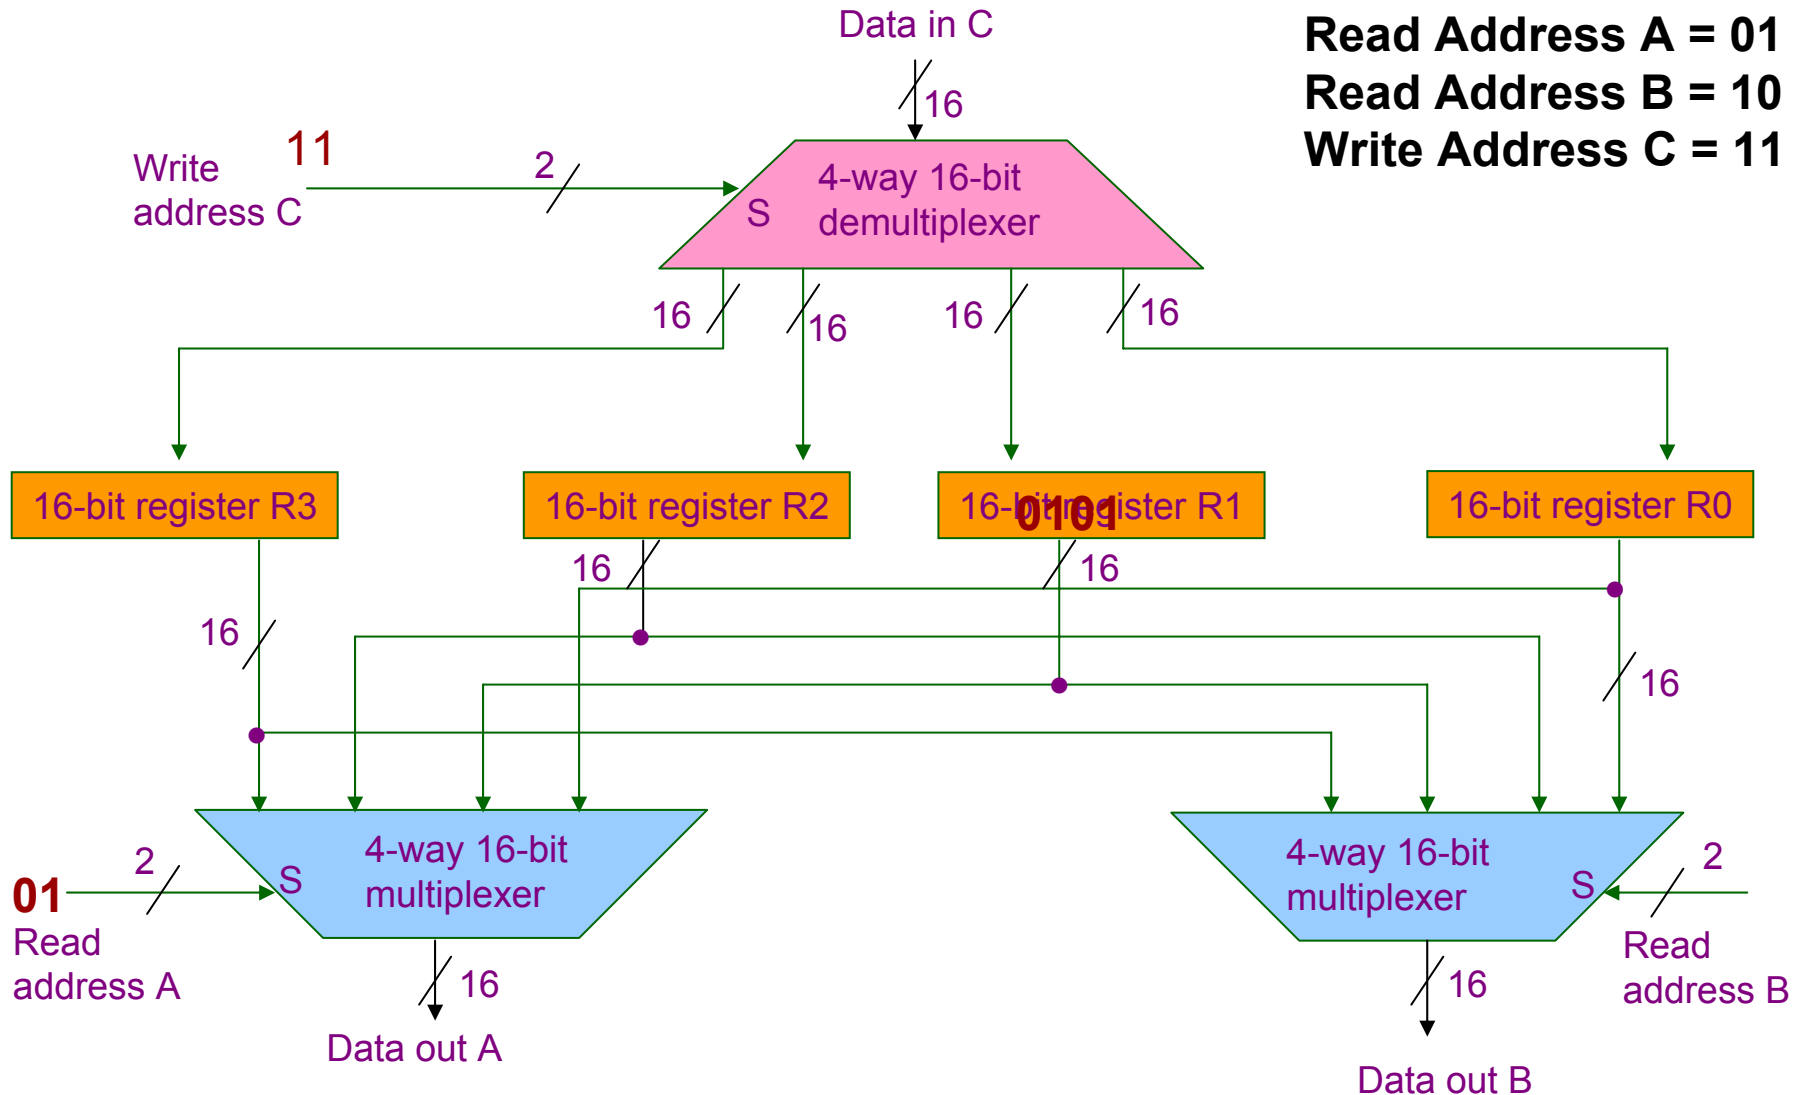 Data in C
Read Address A = 01
Read Address B = 10
Write Address C = 11
16
11
Write
address C
2
S
4-way 16-bit
demultiplexer
16
16
16
16
16-bit register R3
16-bit register R2
16-bit register R1
0101
16-bit register R0
16
16
16
16
4-way 16-bit
multiplexer
S
2
01
Read
address A
16
Data out A
4-way 16-bit
multiplexer
S
2
Read
address B
16
Data out B